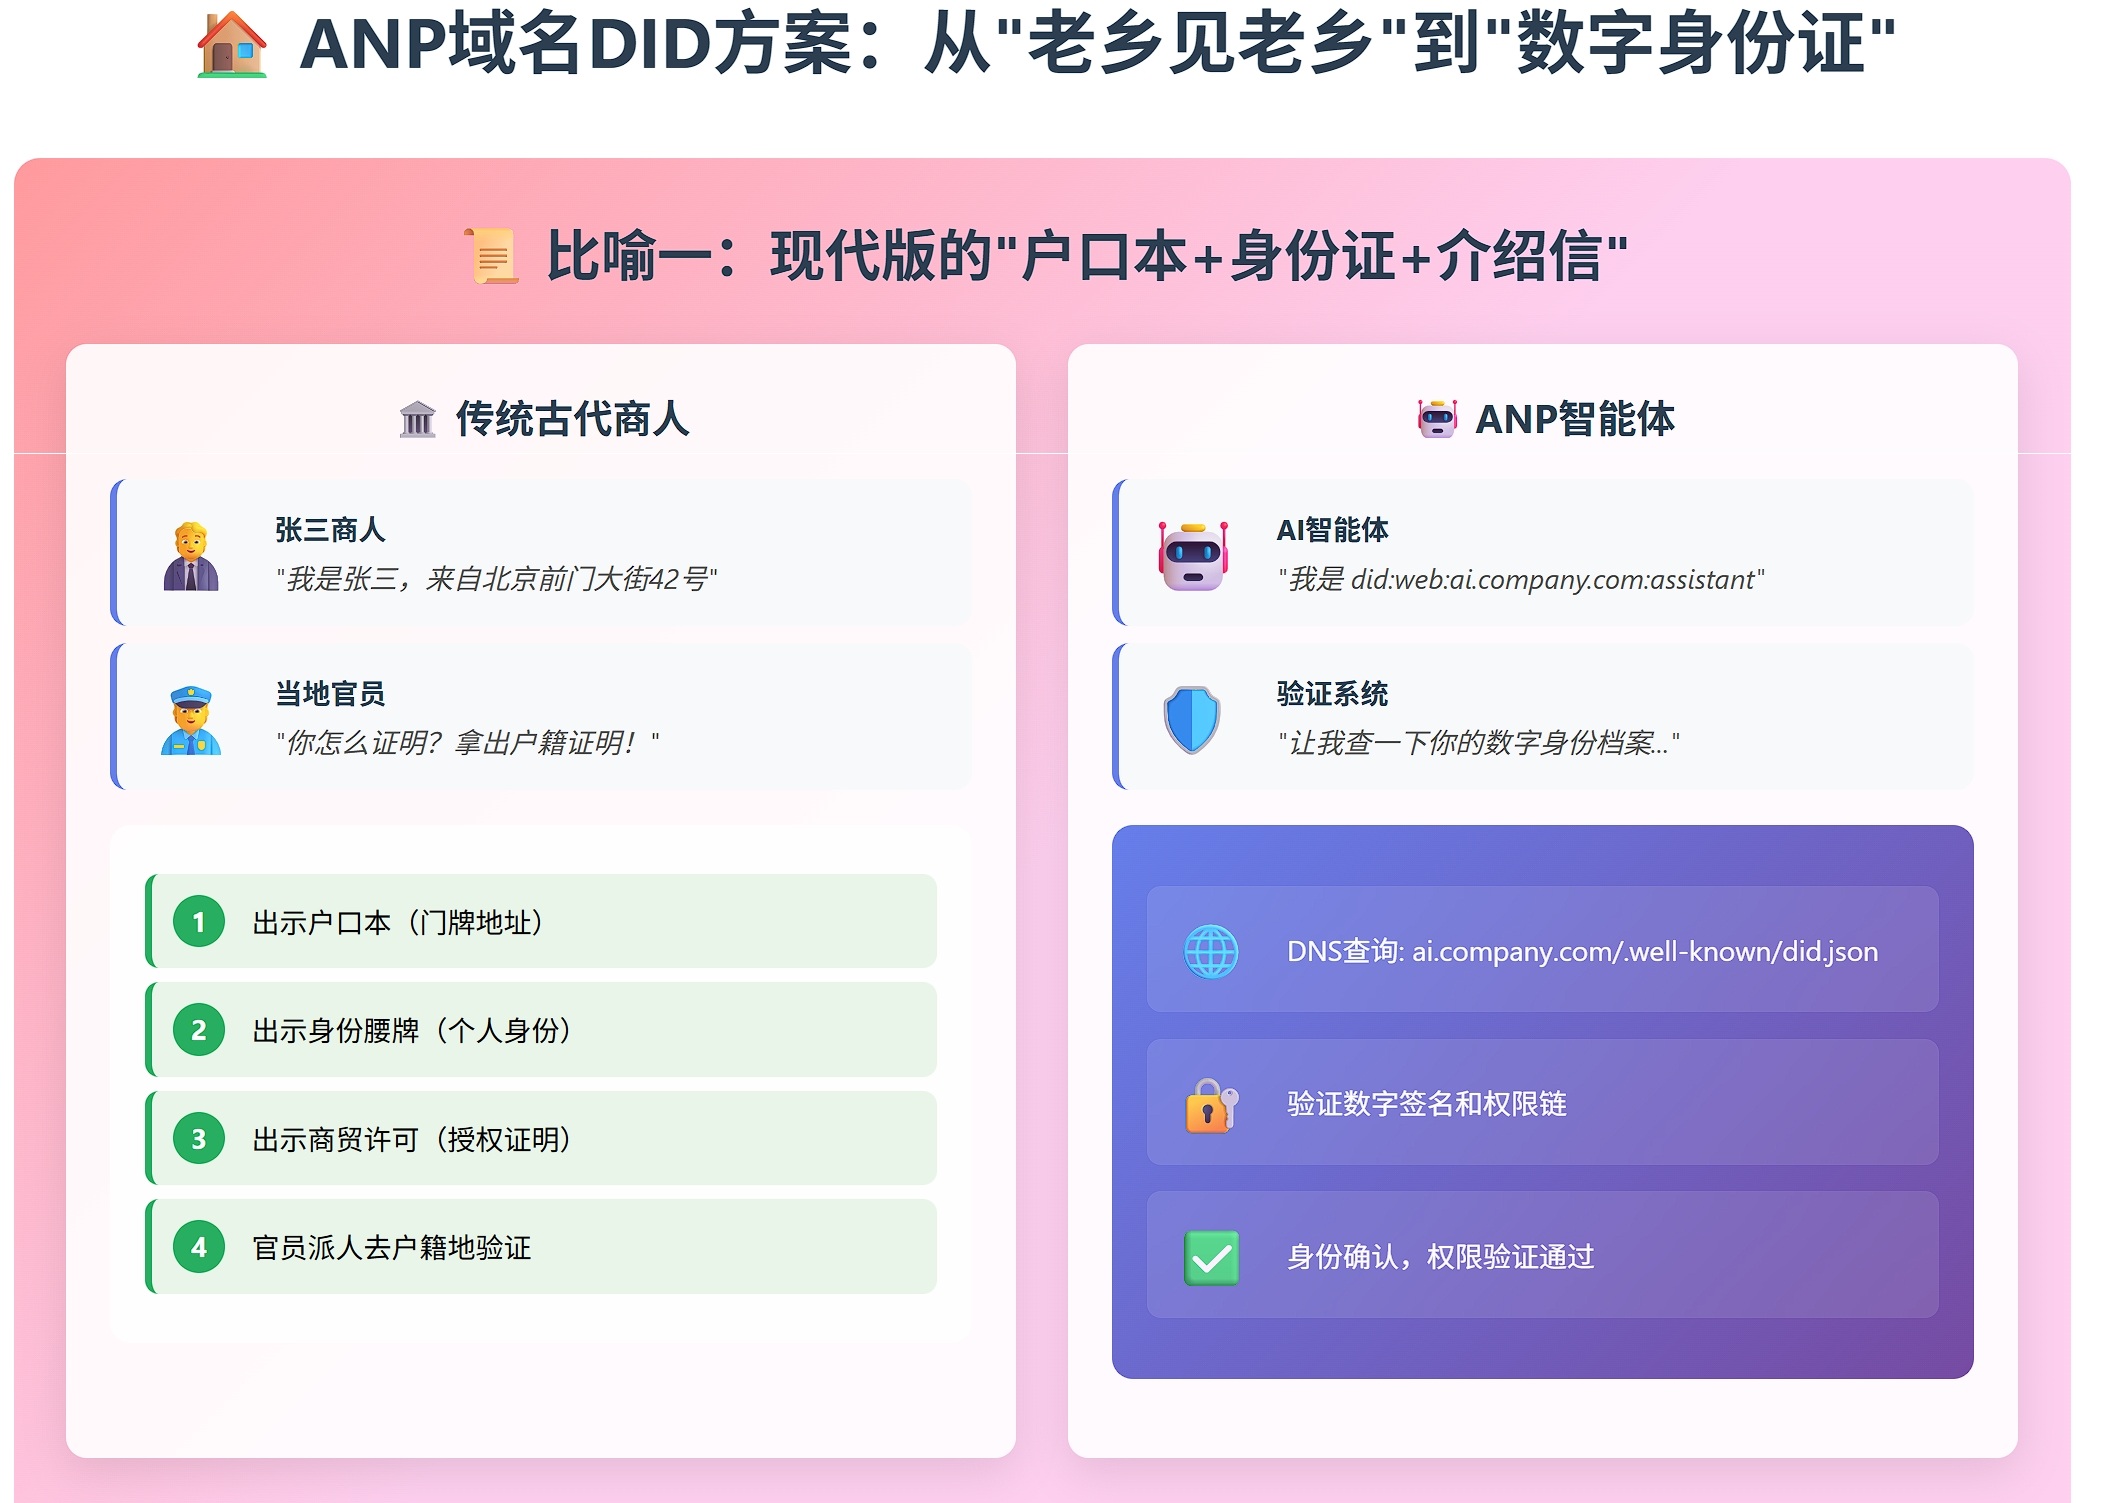 ANP域名DID方案：从"老乡见老乡"到"数字身份证"
比喻一：现代版的"户口本+身份证+介绍信"
传统古代商人
张三商人
"我是张三，来自北京前门大街42号"
当地官员
"你怎么证明？拿出户籍证明！"
1 出示户口本（门牌地址）
2 出示身份腰牌（个人身份）
3 出示商贸许可（授权证明）
4 官员派人去户籍地验证
ANP智能体
AI智能体
"我是 did:web:ai.company.com:assistant"
验证系统
"让我查一下你的数字身份档案..."
DNS查询: ai.company.com/.well-known/did.json
验证数字签名和权限链
身份确认，权限验证通过